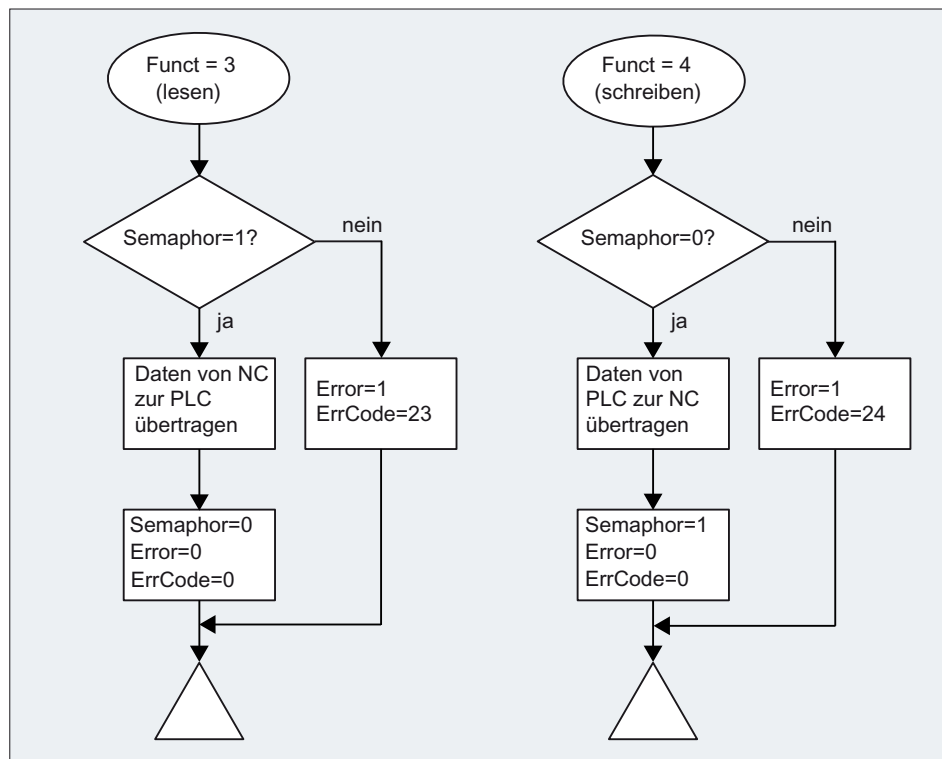 Funct = 3
(lesen)
Semaphor=1?
nein
ja
Daten von NC
zur PLC
übertragen
Error=1
ErrCode=23
Semaphor=0
Error=0
ErrCode=0
Funct = 4
(schreiben)
Semaphor=0?
nein
ja
Daten von
PLC zur NC
übertragen
Error=1
ErrCode=24
Semaphor=1
Error=0
ErrCode=0